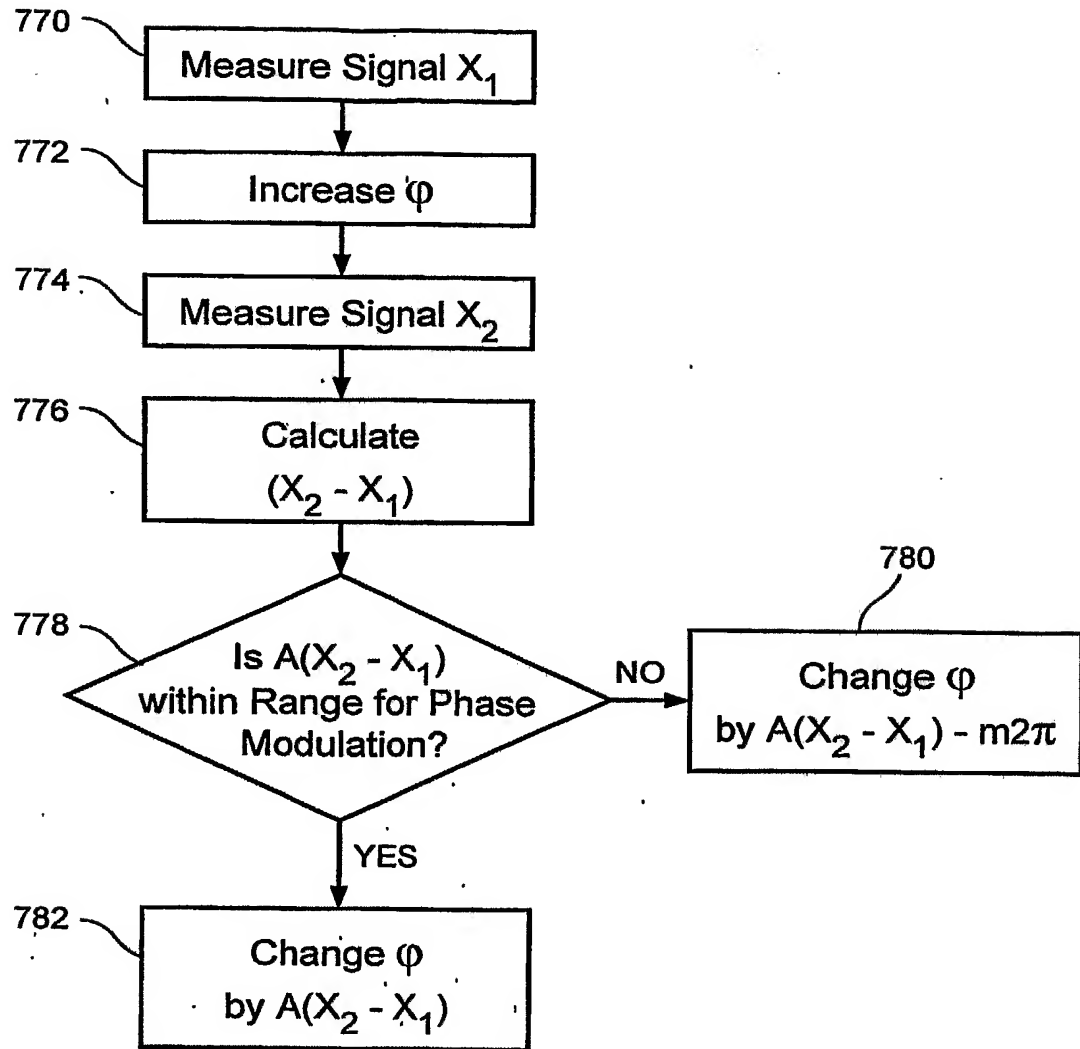 770
Measure Signal X₁
772
Increase φ
774
Measure Signal X₂
776
Calculate
(X₂ - X₁)
778
Is A(X₂ - X₁)
within Range for Phase
Modulation?
NO
780
Change φ
by A(X₂ - X₁) - m2π
YES
782
Change φ
by A(X₂ - X₁)